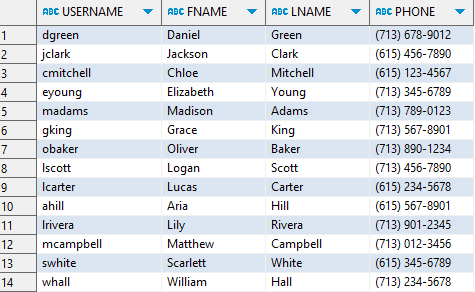 ABC USERNAME ABC FNAME ABC LNAME ABC PHONE
1 dgreen Daniel Green (713) 678-9012
2 jclark Jackson Clark (615) 456-7890
3 cmitchell Chloe Mitchell (615) 123-4567
4 eyoung Elizabeth Young (713) 345-6789
5 madams Madison Adams (713) 789-0123
6 gking Grace King (713) 567-8901
7 obaker Oliver Baker (713) 890-1234
8 lscott Logan Scott (713) 456-7890
9 lcarter Lucas Carter (615) 234-5678
10 ahill Aria Hill (615) 567-8901
11 lrivera Lily Rivera (713) 901-2345
12 mcampbell Matthew Campbell (713) 012-3456
13 swhite Scarlett White (615) 345-6789
14 whall William Hall (713) 234-5678